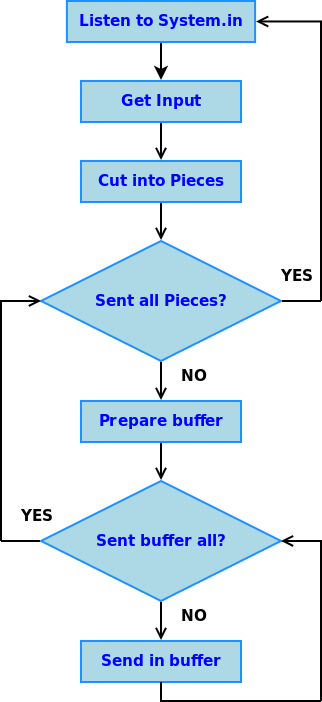 Listen to System.in
Get Input
Cut into Pieces
YES
Sent all Pieces?
NO
Prepare buffer
YES
Sent buffer all?
NO
Send in buffer